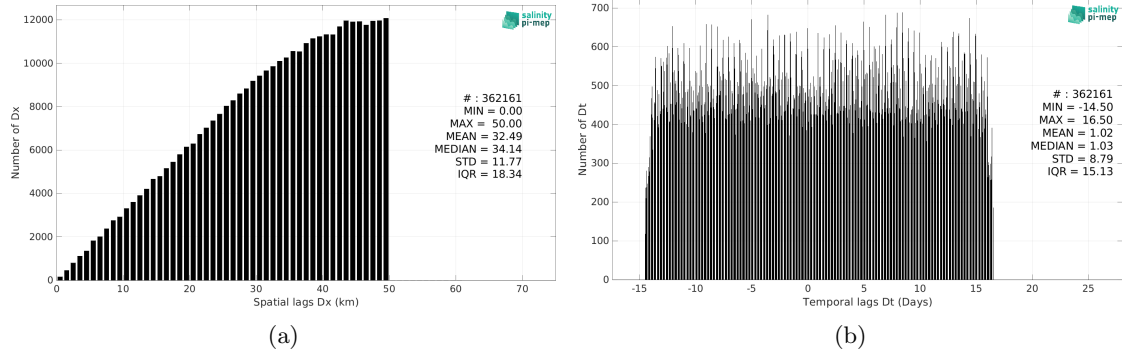 12000
10000
8000
6000
4000
2000
0
Number of Dx
0 10 20 30 40 50 60 70
Spatial lags Dx (km)
salinity
pi-mep
# : 362161
MIN = 0.00
MAX = 50.00
MEAN = 32.49
MEDIAN = 34.14
STD = 11.77
IQR = 18.34
(a)
700
600
500
400
300
200
100
0
Number of Dt
-15 -10 -5 0 5 10 15 20 25
Temporal lags Dt (Days)
salinity
pi-mep
# : 362161
MIN = -14.50
MAX = 16.50
MEAN = 1.02
MEDIAN = 1.03
STD = 8.79
IQR = 15.13
(b)